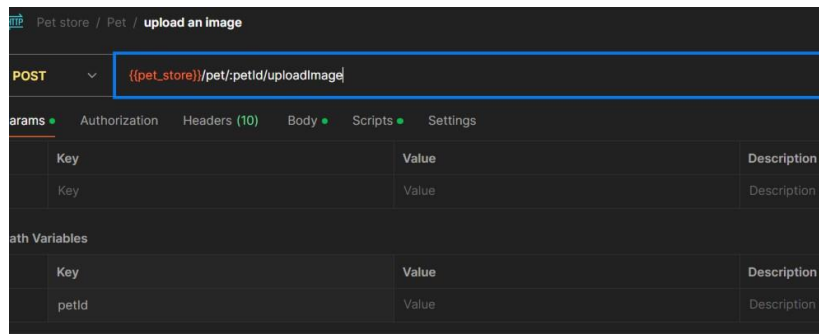 HTTP Pet store / Pet / upload an image
POST {{pet_store}}/pet/:petId/uploadImage
arams Authorization Headers (10) Body Scripts Settings
Key Value Description
Key Value Description
ath Variables
Key Value Description
petId Value Description